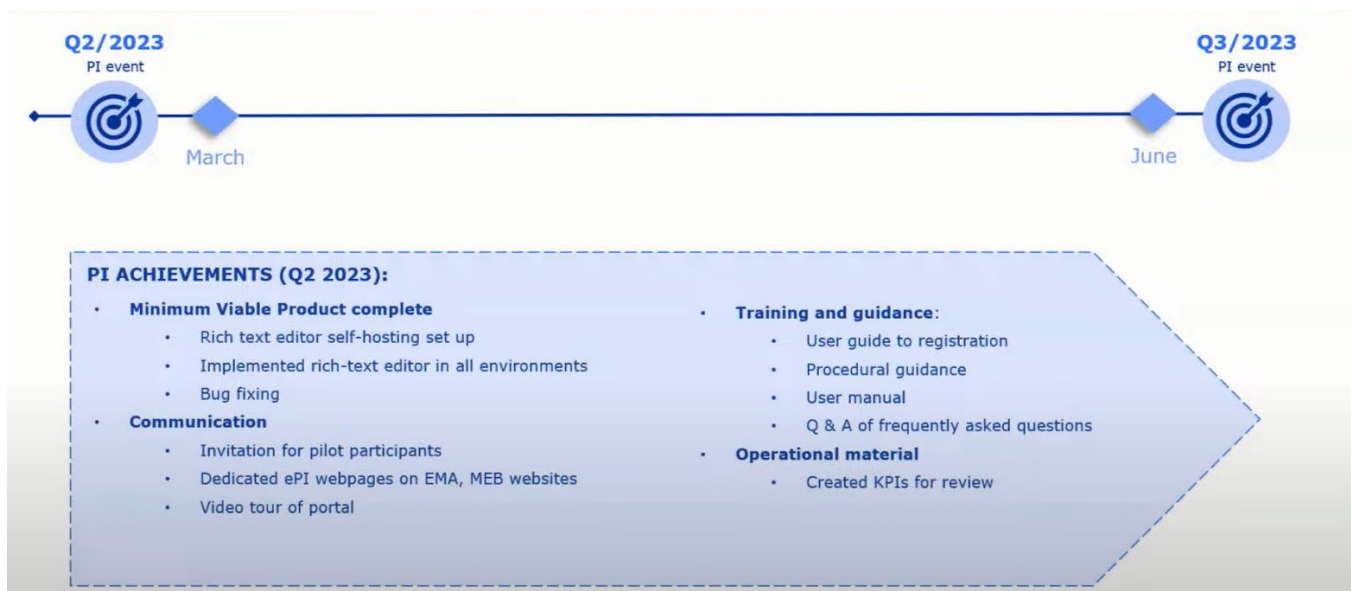 Q2/2023
PI event
Q3/2023
PI event
March
June
PI ACHIEVEMENTS (Q2 2023):
• Minimum Viable Product complete
• Rich text editor self-hosting set up
• Implemented rich-text editor in all environments
• Bug fixing
• Communication
• Invitation for pilot participants
• Dedicated ePI webpages on EMA, MEB websites
• Video tour of portal
• Training and guidance:
• User guide to registration
• Procedural guidance
• User manual
• Q & A of frequently asked questions
• Operational material
• Created KPIs for review